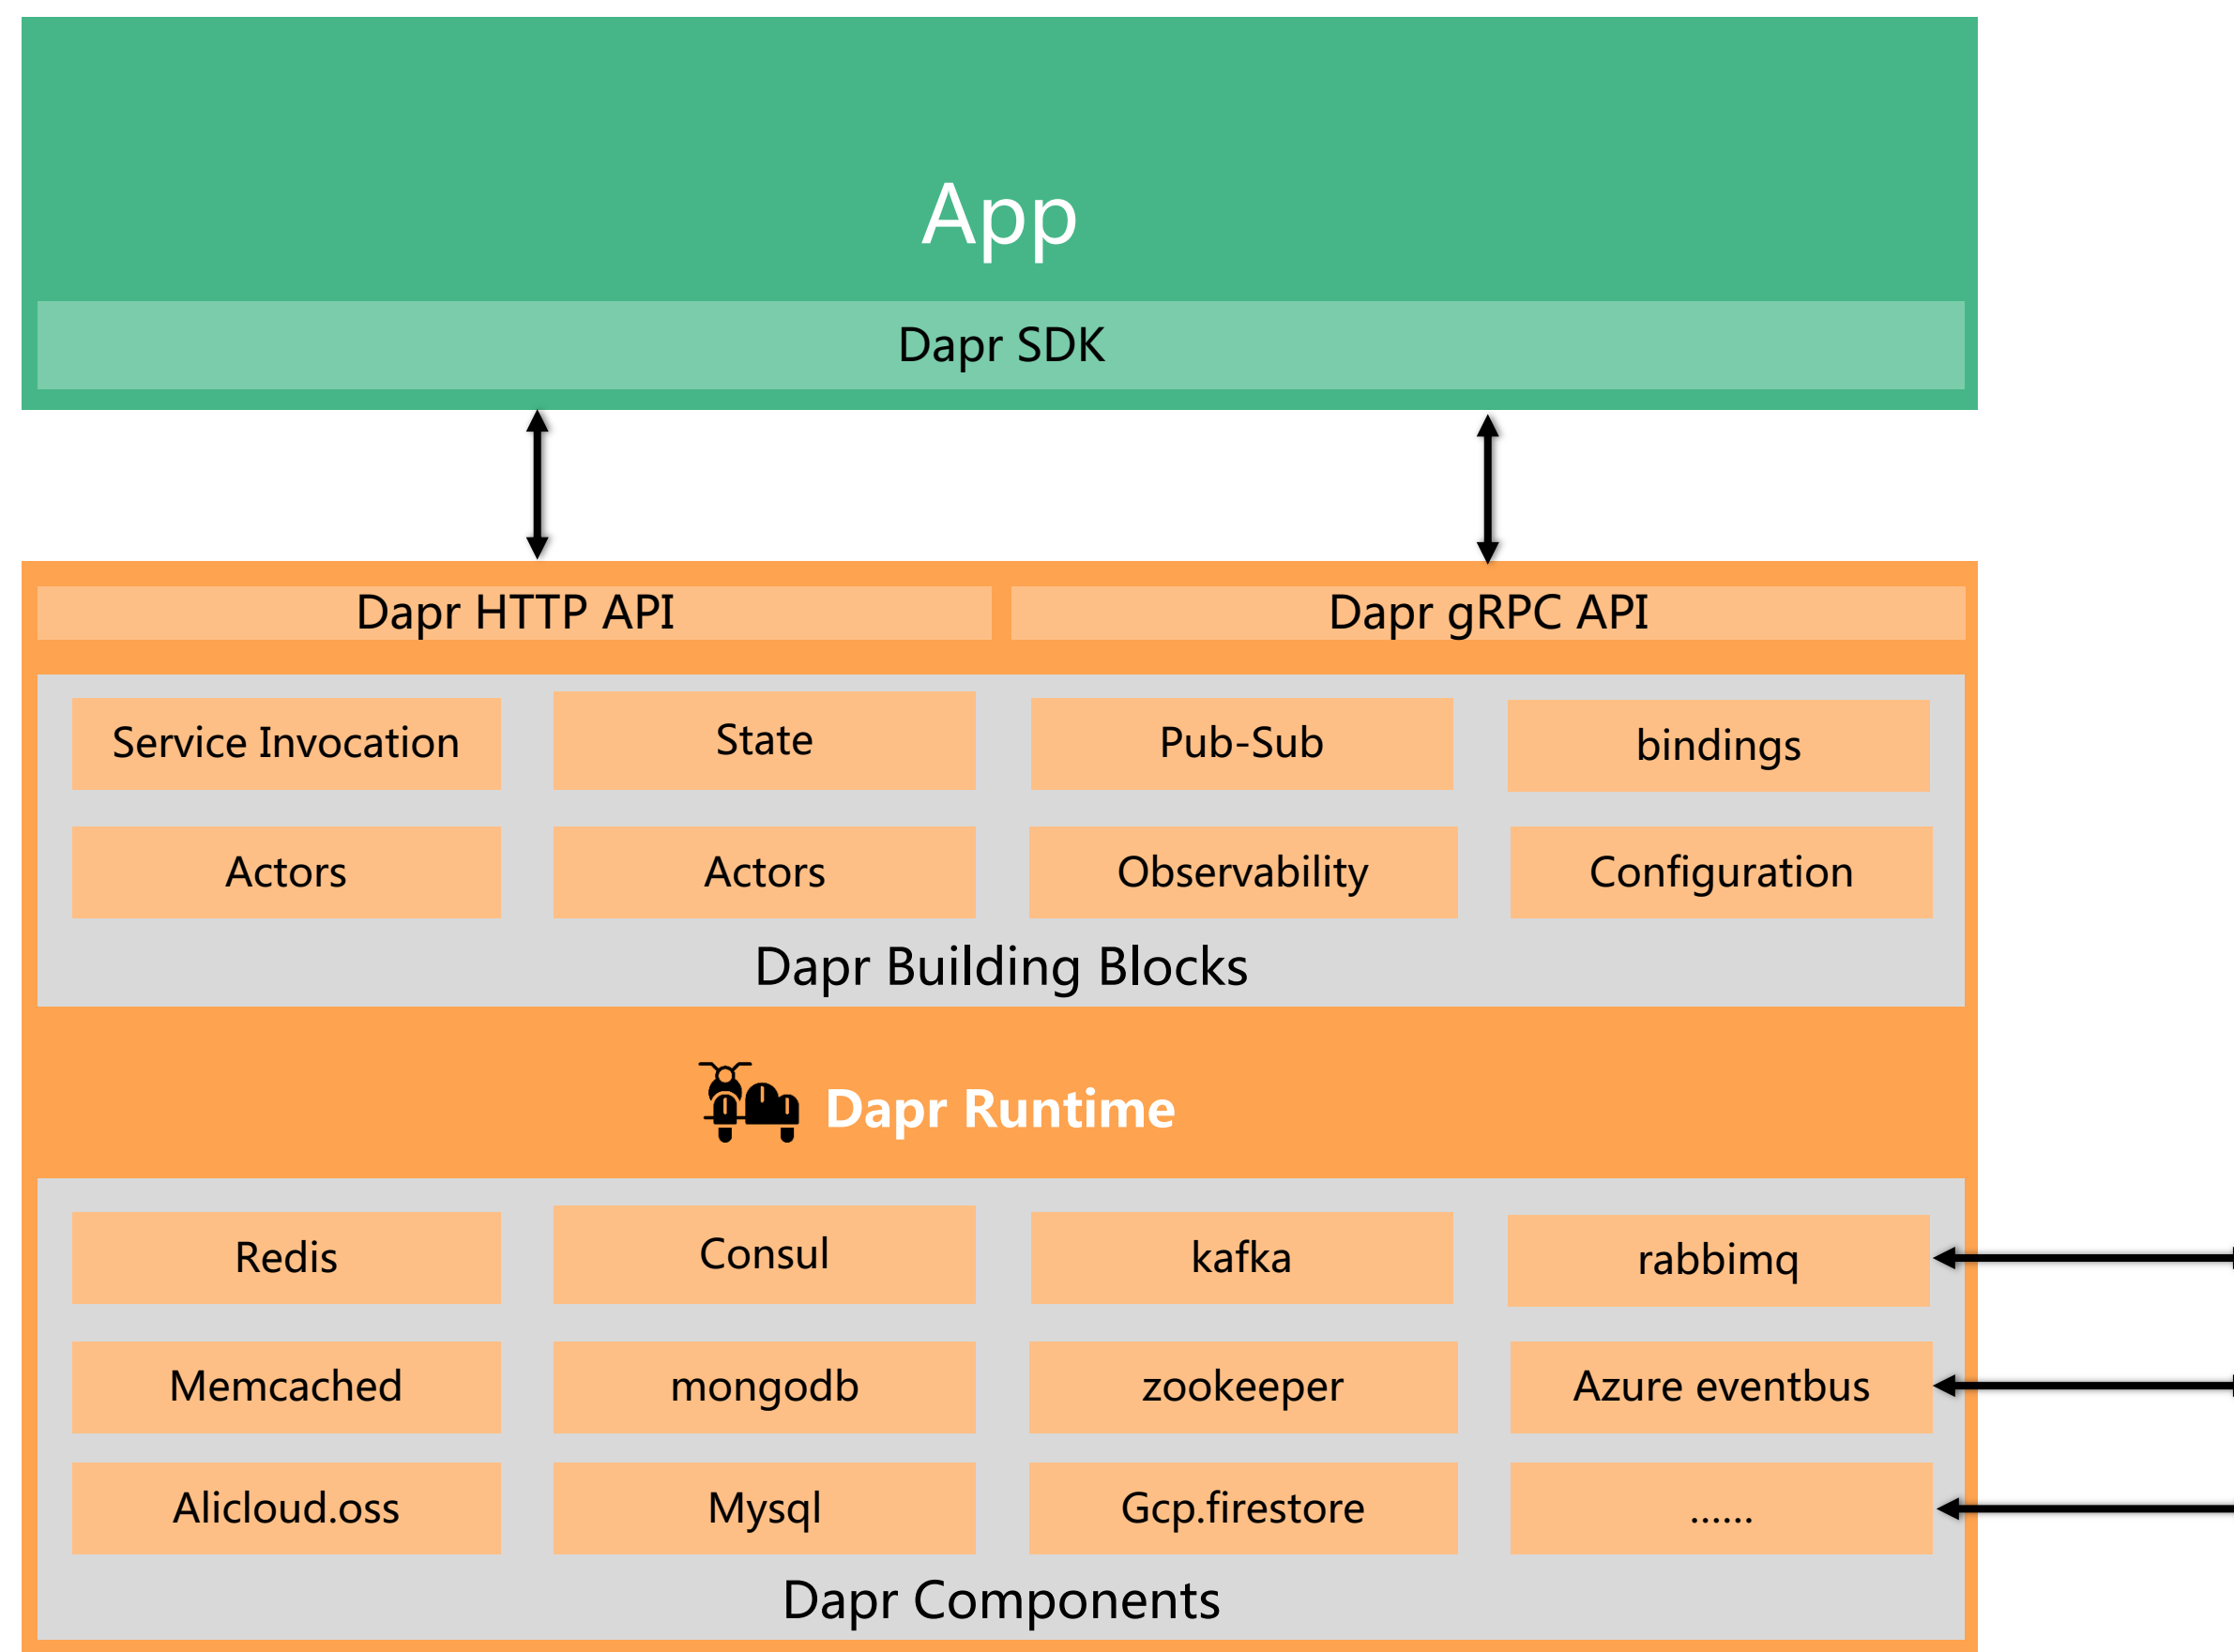 App
Dapr SDK
Dapr HTTP API
Dapr gRPC API
Service Invocation
State
Pub-Sub
bindings
Actors
Actors
Observability
Configuration
Dapr Building Blocks
Dapr Runtime
Redis
Consul
kafka
rabbimq
Memcached
mongodb
zookeeper
Azure eventbus
Alicloud.oss
Mysql
Gcp.firestore
......
Dapr Components